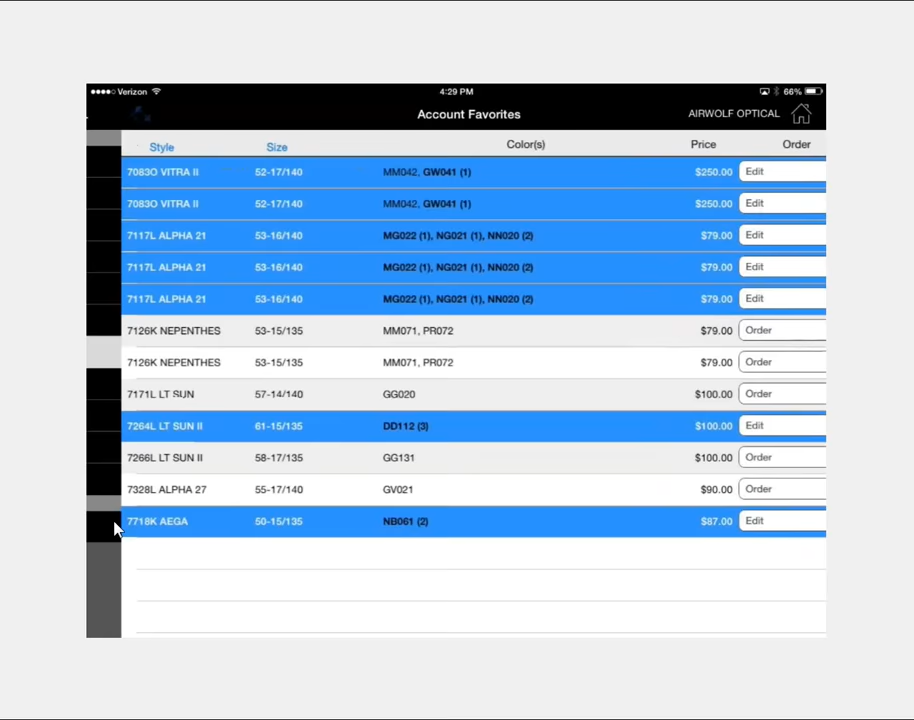 Verizon 4:29 PM 66%
Account Favorites AIRWOLF OPTICAL
Style Size Color(s) Price Order
7083O VITRA II 52-17/140 MM042, GW041 (1) $250.00 Edit
7083O VITRA II 52-17/140 MM042, GW041 (1) $250.00 Edit
7117L ALPHA 21 53-16/140 MG022 (1), NG021 (1), NN020 (2) $79.00 Edit
7117L ALPHA 21 53-16/140 MG022 (1), NG021 (1), NN020 (2) $79.00 Edit
7117L ALPHA 21 53-16/140 MG022 (1), NG021 (1), NN020 (2) $79.00 Edit
7126K NEPENTHES 53-15/135 MM071, PR072 $79.00 Order
7126K NEPENTHES 53-15/135 MM071, PR072 $79.00 Order
7171L LT SUN 57-14/140 GG020 $100.00 Order
7264L LT SUN II 61-15/135 DD112 (3) $100.00 Edit
7266L LT SUN II 58-17/135 GG131 $100.00 Order
7328L ALPHA 27 55-17/140 GV021 $90.00 Order
7718K AEGA 50-15/135 NB061 (2) $87.00 Edit